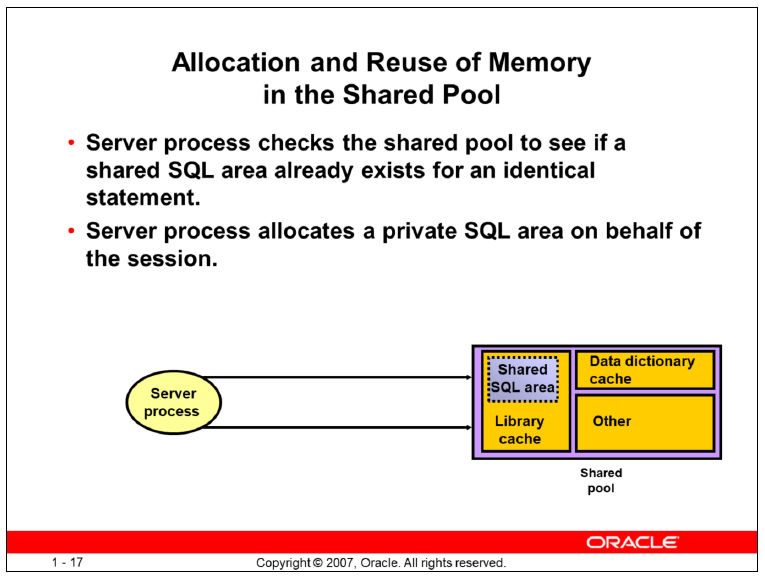 Allocation and Reuse of Memory
in the Shared Pool
• Server process checks the shared pool to see if a
shared SQL area already exists for an identical
statement.
• Server process allocates a private SQL area on behalf of
the session.
Server
process
Shared
SQL area
Library
cache
Data dictionary
cache
Other
Shared
pool
ORACLE
1 - 17
Copyright © 2007, Oracle. All rights reserved.